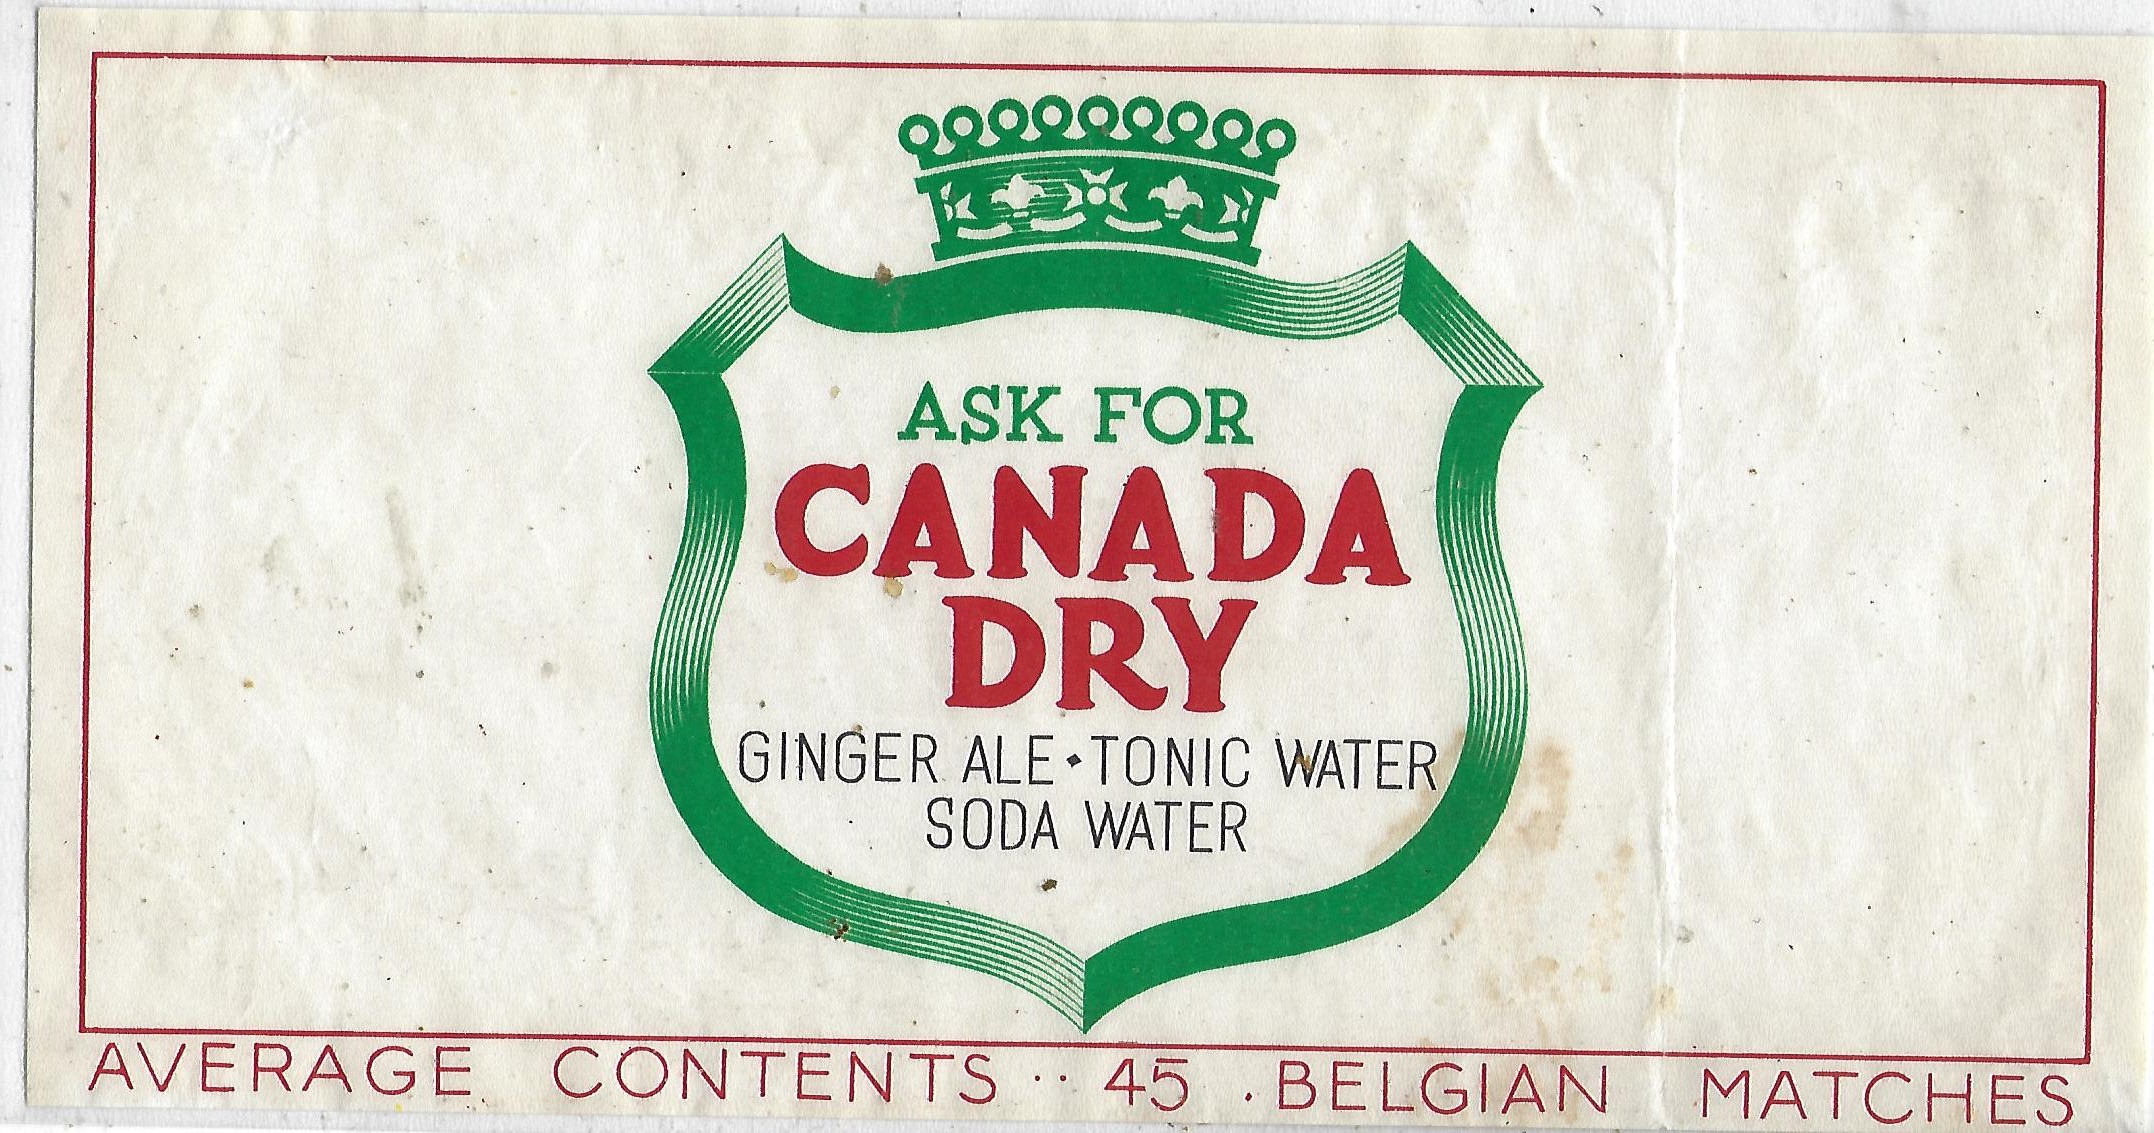 ASK FOR
CANADA
DRY
GINGER ALE • TONIC WATER
SODA WATER
AVERAGE CONTENTS .. 45 . BELGIAN MATCHES